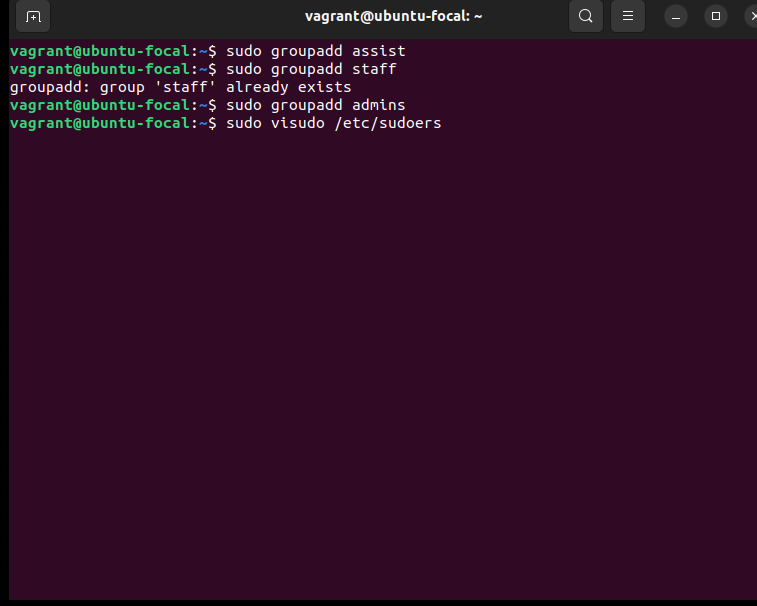 vagrant@ubuntu-focal: ~
vagrant@ubuntu-focal:~$ sudo groupadd assist
vagrant@ubuntu-focal:~$ sudo groupadd staff
groupadd: group 'staff' already exists
vagrant@ubuntu-focal:~$ sudo groupadd admins
vagrant@ubuntu-focal:~$ sudo visudo /etc/sudoers